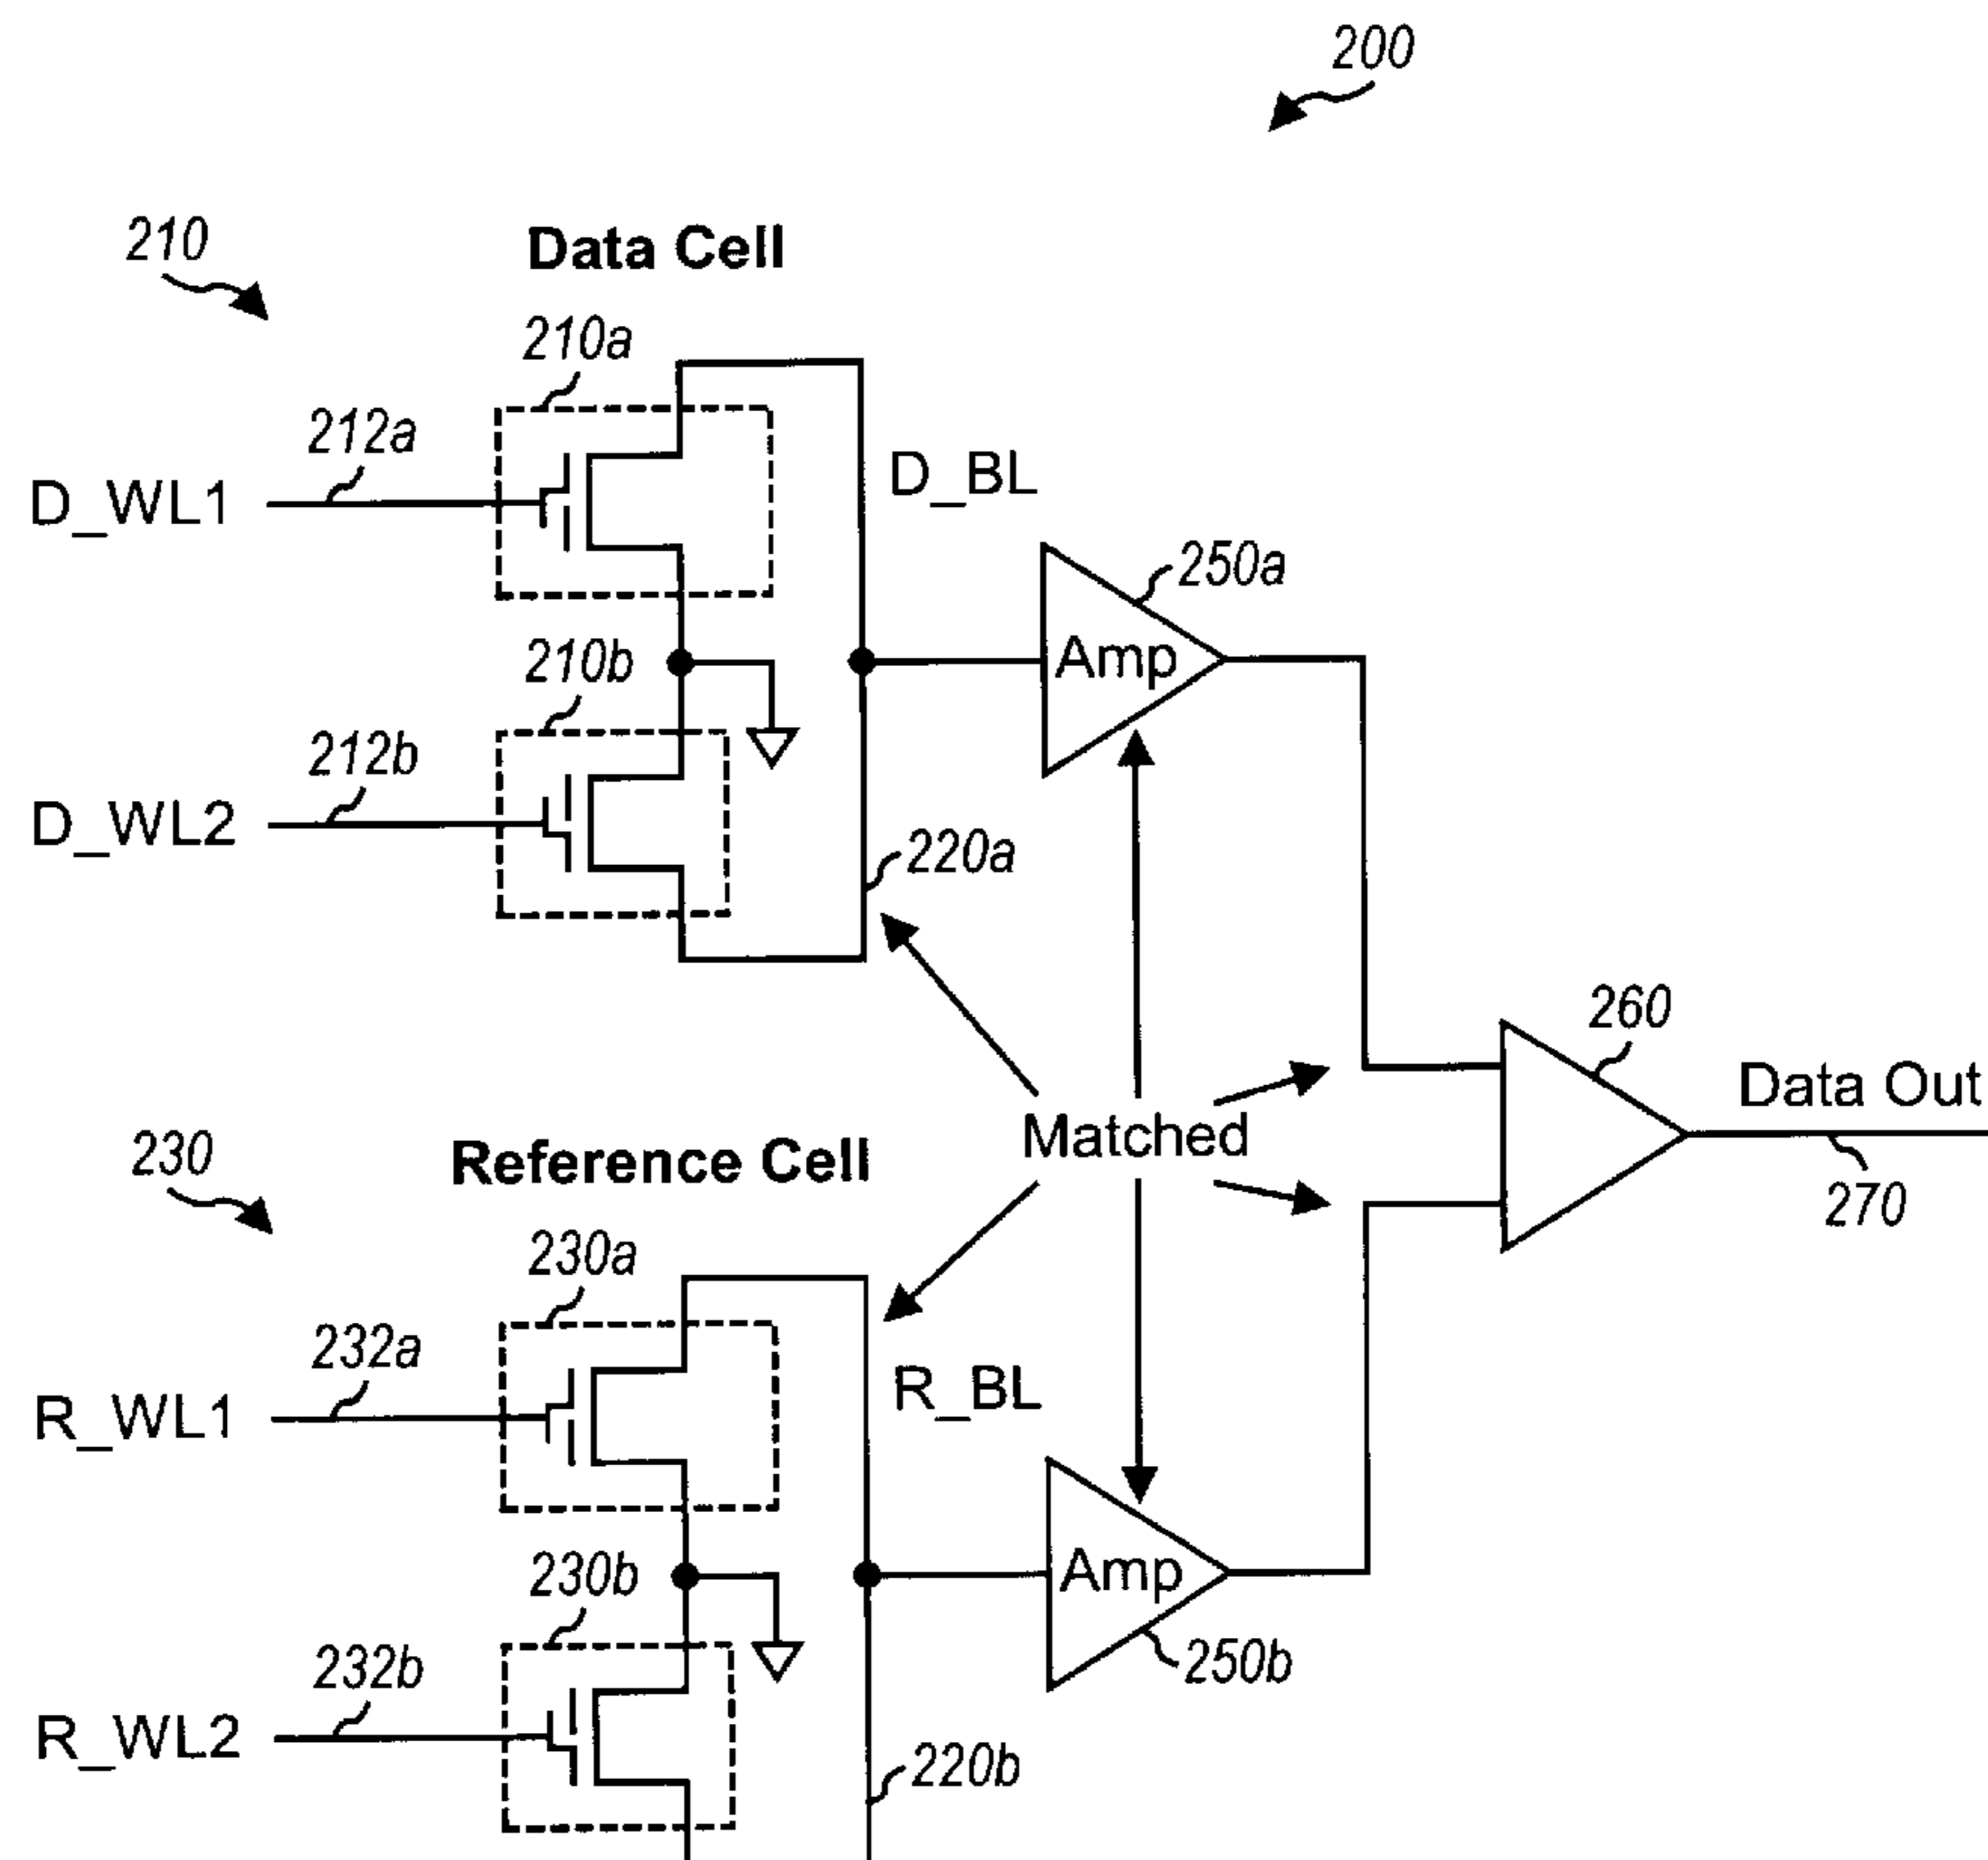 200
210
Data Cell
210a
212a
D_WL1
D_BL
250a
Amp
210b
212b
D_WL2
220a
260
Data Out
Matched
270
230
Reference Cell
230a
232a
R_WL1
R_BL
Amp
230b
250b
232b
R_WL2
220b